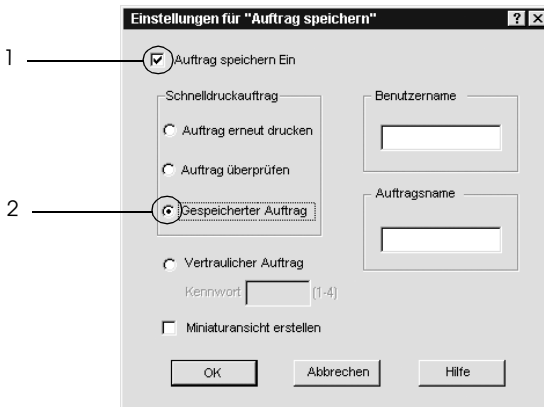 Einstellungen für "Auftrag speichern"
1
Auftrag speichern Ein
Schnelldruckauftrag
Auftrag erneut drucken
Auftrag überprüfen
2
Gespeicherter Auftrag
Vertraulicher Auftrag
Kennwort (1-4)
Miniaturansicht erstellen
Benutzername
Auftragsname
OK
Abbrechen
Hilfe